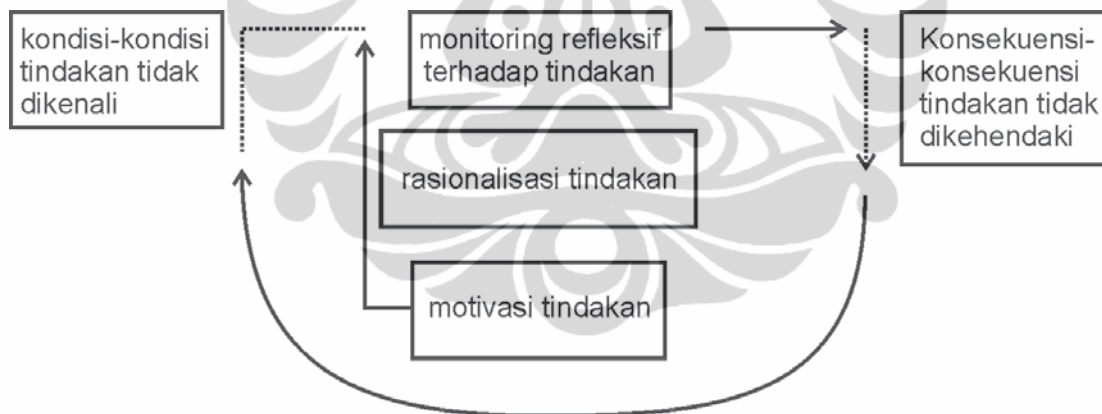 kondisi-kondisi
tindakan tidak
dikenali
monitoring refleksif
terhadap tindakan
Konsekuensi-
konsekuensi
tindakan tidak
dikehendaki
rasionalisasi tindakan
motivasi tindakan